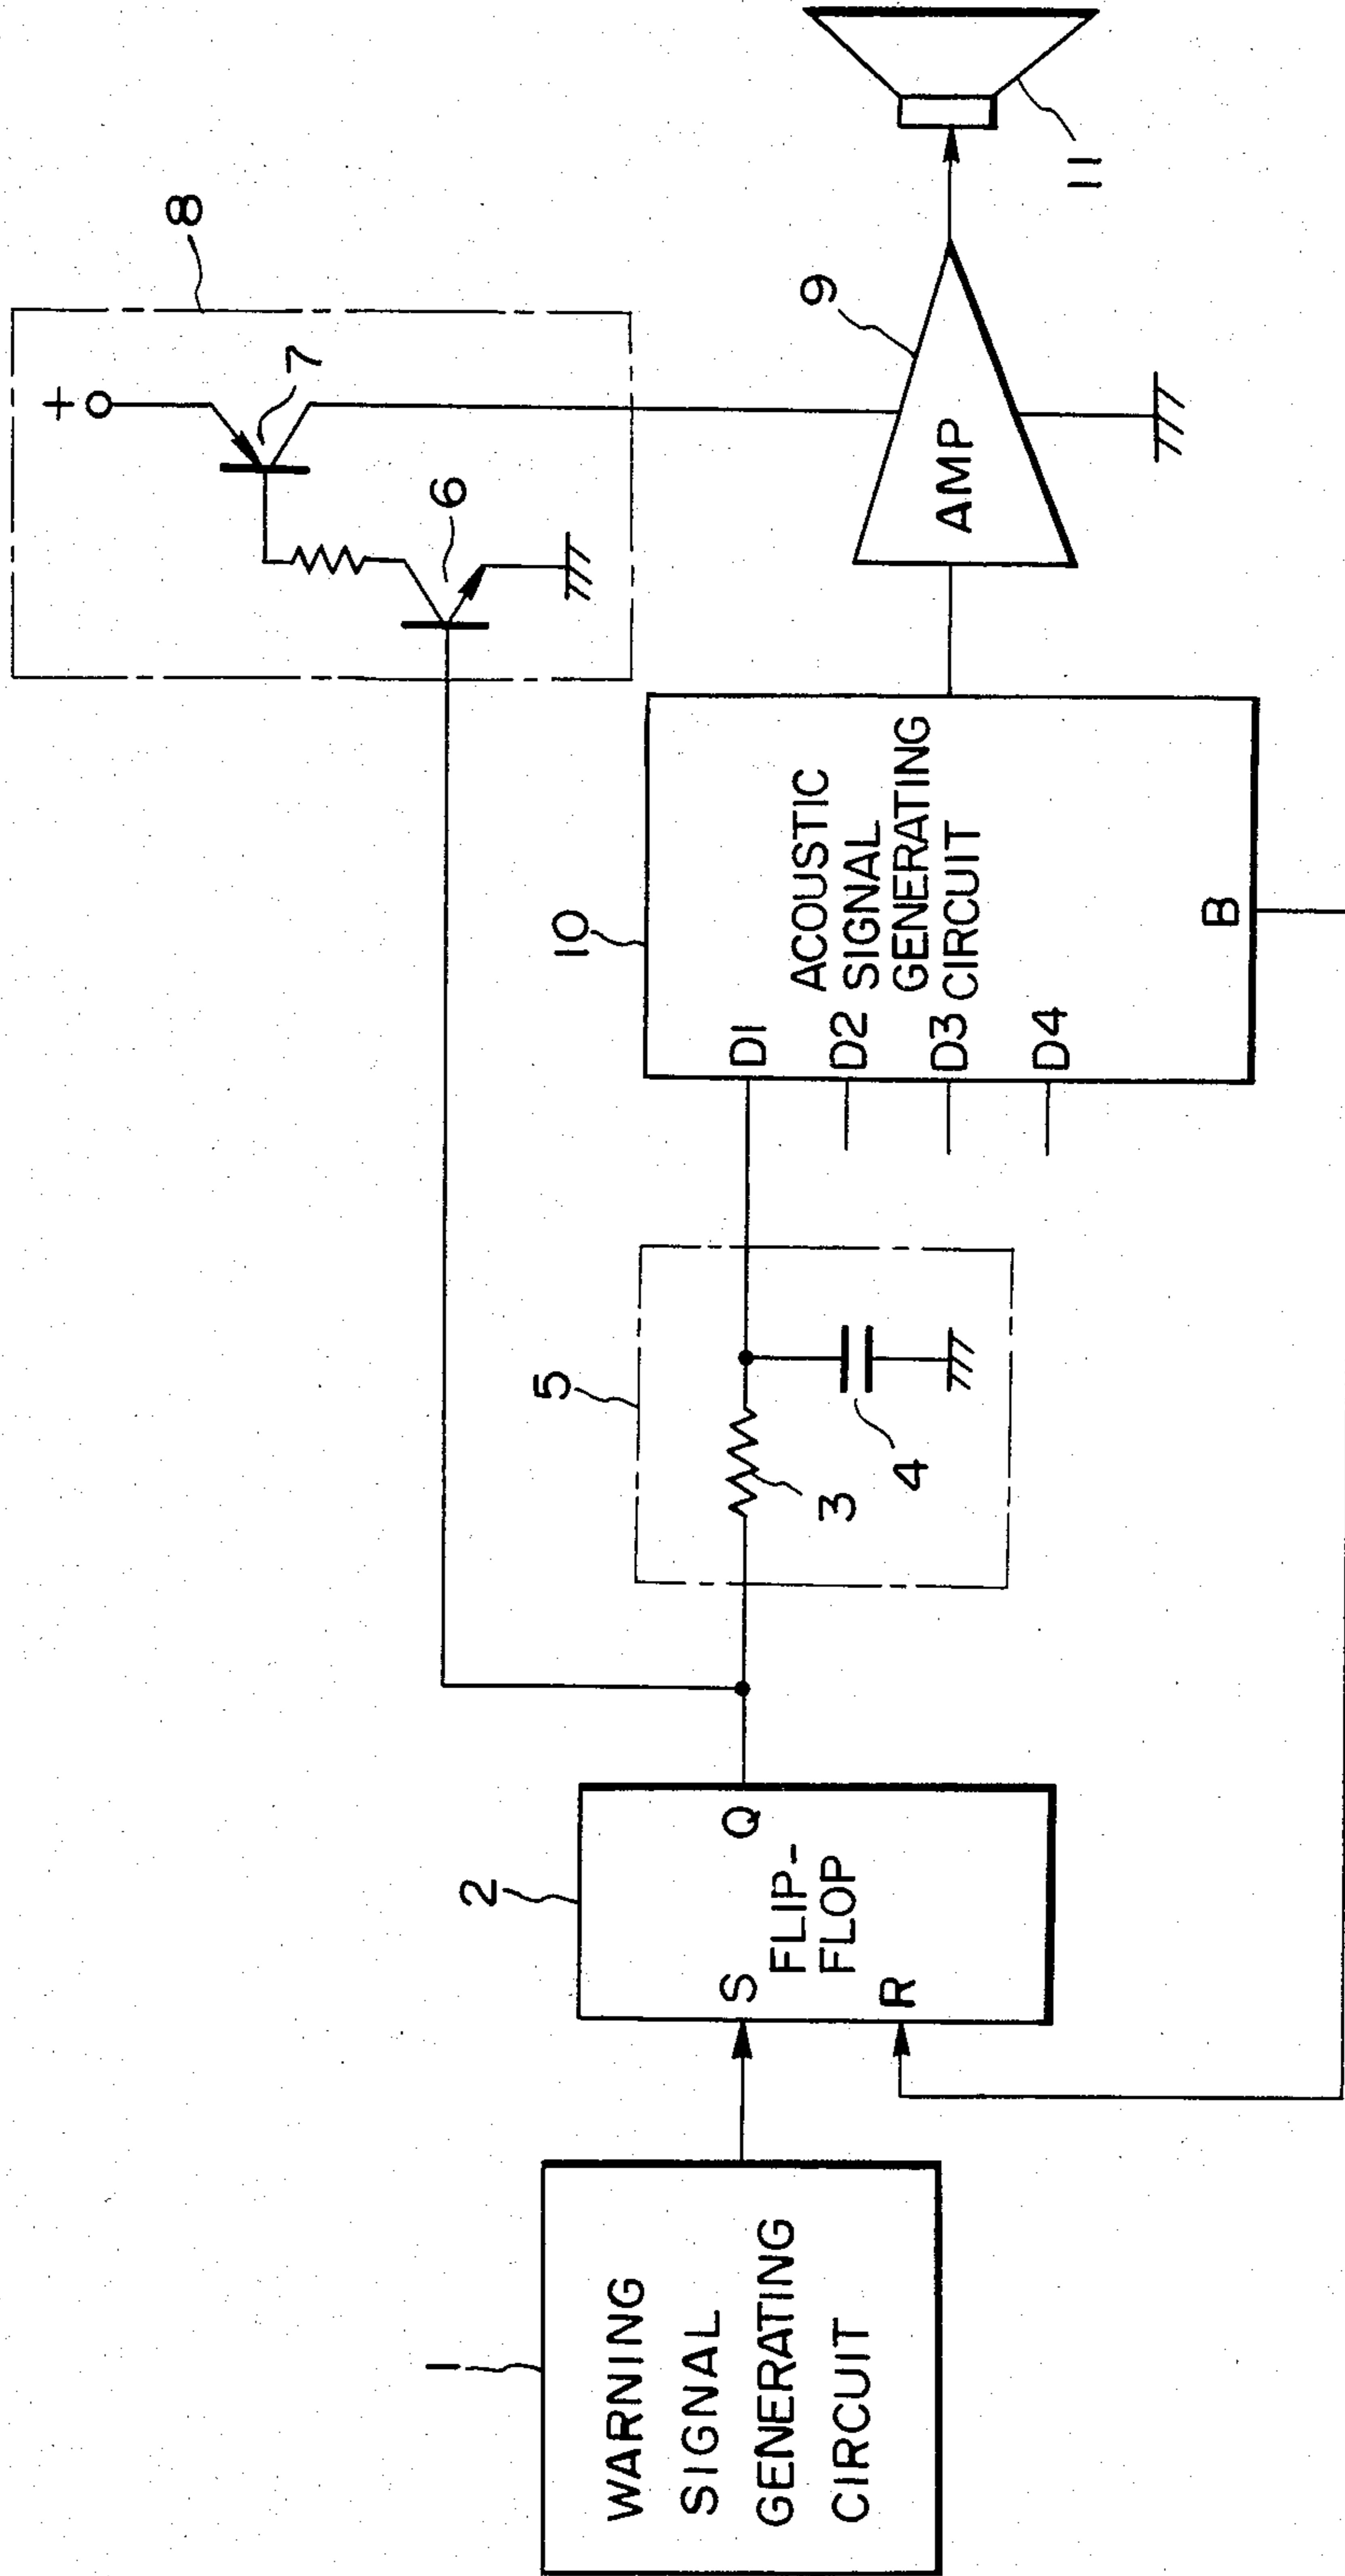 1
WARNING
SIGNAL
GENERATING
CIRCUIT
2
S
Q
FLIP-
FLOP
R
5
3
4
8
+
7
6
10
D1
D2
D3
D4
ACOUSTIC
SIGNAL
GENERATING
CIRCUIT
B
9
AMP
11